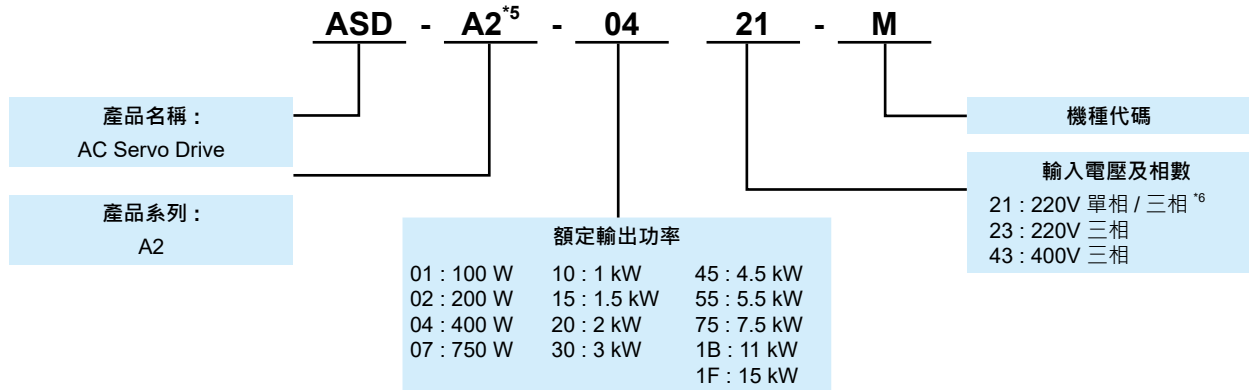 ASD - A2*5 - 04 21 - M
產品名稱：
AC Servo Drive
產品系列：
A2
額定輸出功率
01 : 100 W 10 : 1 kW 45 : 4.5 kW
02 : 200 W 15 : 1.5 kW 55 : 5.5 kW
04 : 400 W 20 : 2 kW 75 : 7.5 kW
07 : 750 W 30 : 3 kW 1B : 11 kW
1F : 15 kW
機種代碼
輸入電壓及相數
21 : 220V 單相 / 三相 *6
23 : 220V 三相
43 : 400V 三相